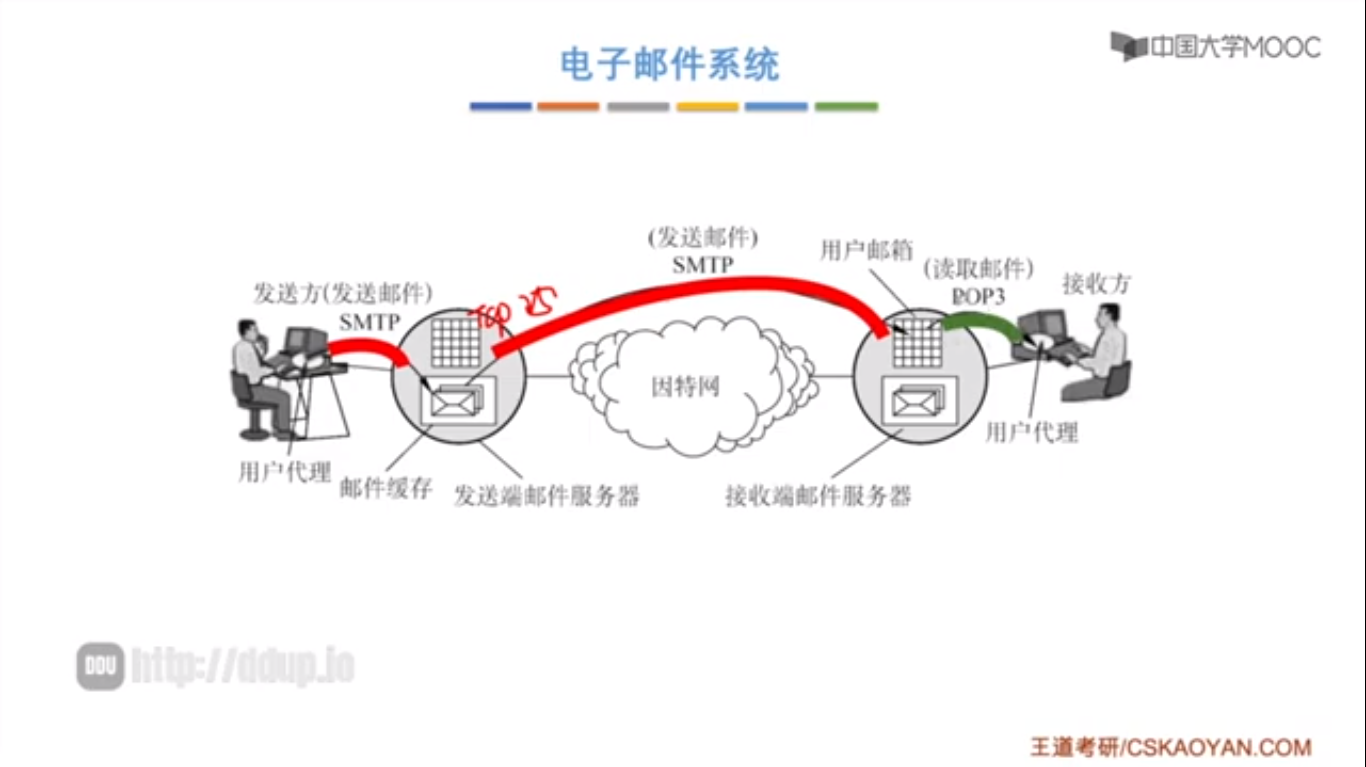 中国大学MOOC
电子邮件系统
(发送邮件)
SMTP
用户邮箱
(读取邮件)
POP3
接收方
发送方(发送邮件)
SMTP
TCP 25
因特网
用户代理
用户代理
邮件缓存
发送端邮件服务器
接收端邮件服务器
DDU http://ddup.io
王道考研/CSKAOYAN.COM